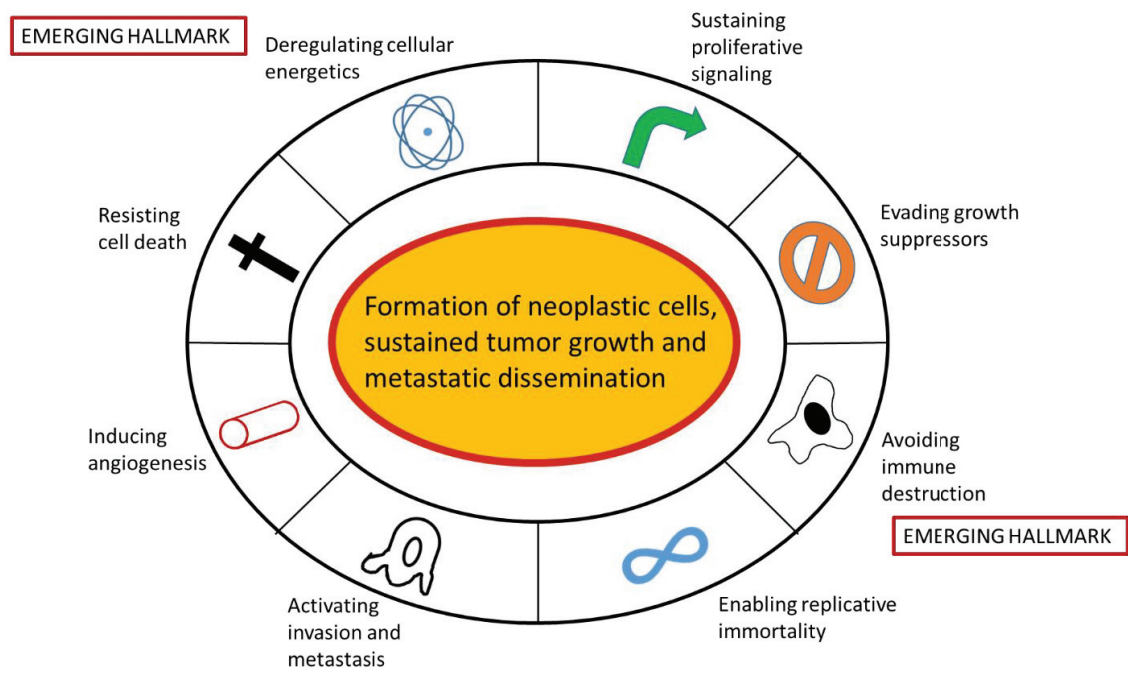 EMERGING HALLMARK
Deregulating cellular
energetics
Sustaining
proliferative
signaling
Resisting
cell death
Evading growth
suppressors
Formation of neoplastic cells,
sustained tumor growth and
metastatic dissemination
Inducing
angiogenesis
Avoiding
immune
destruction
EMERGING HALLMARK
Activating
invasion and
metastasis
Enabling replicative
immortality